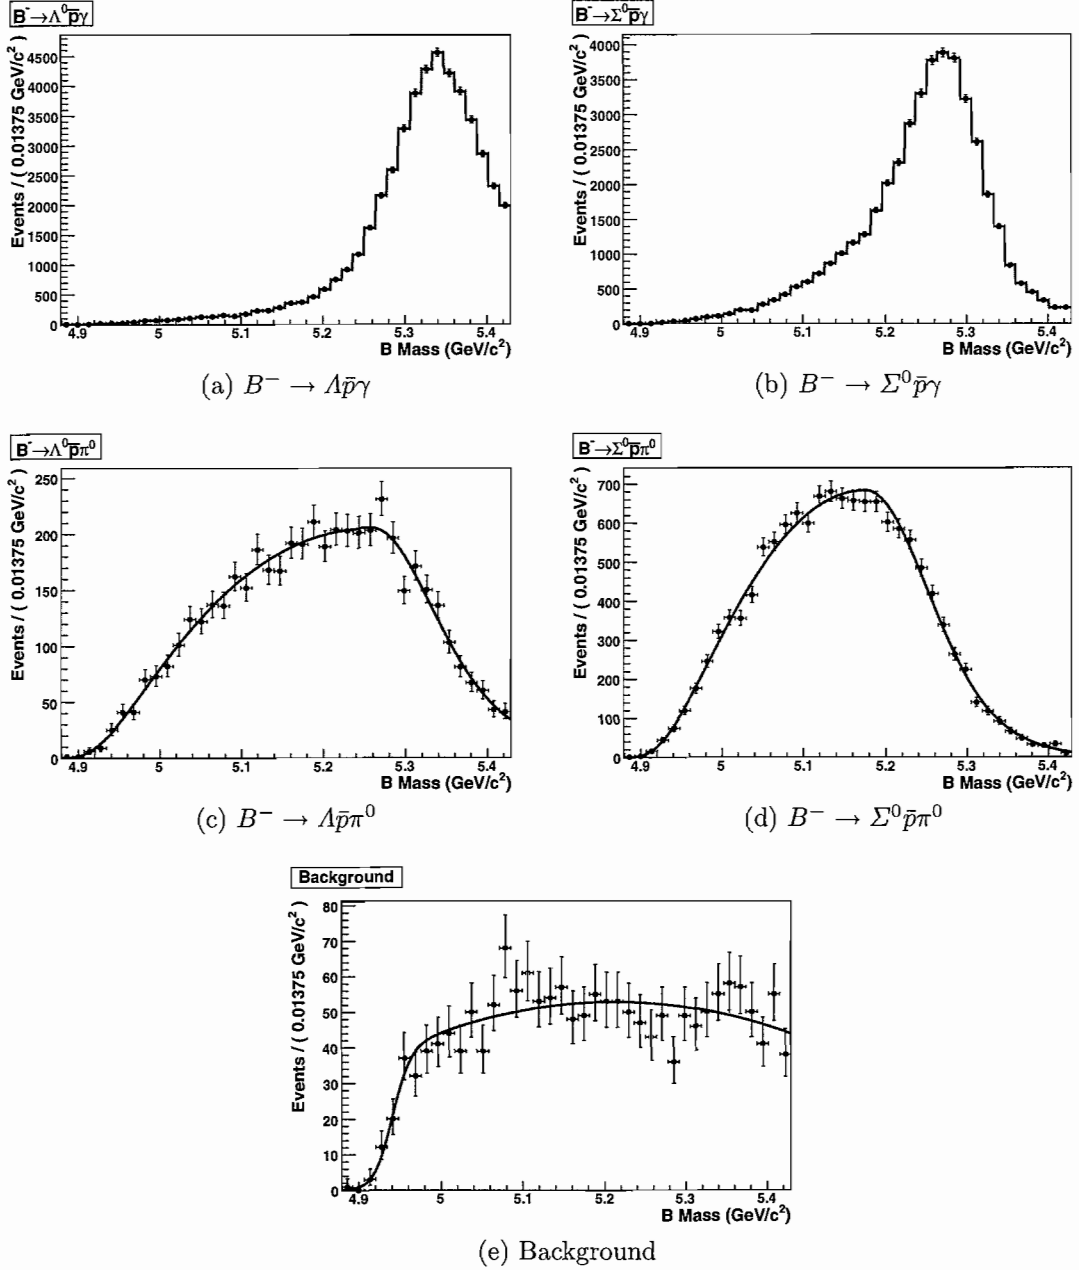 B⁻→Λ⁰p̅γ
Events / ( 0.01375 GeV/c² )
4500
4000
3500
3000
2500
2000
1500
1000
500
0
4.9 5 5.1 5.2 5.3 5.4
B Mass (GeV/c²)
(a) B⁻ → Λp̄γ
B⁻→Σ⁰p̅γ
Events / ( 0.01375 GeV/c² )
4000
3500
3000
2500
2000
1500
1000
500
0
4.9 5 5.1 5.2 5.3 5.4
B Mass (GeV/c²)
(b) B⁻ → Σ⁰p̄γ
B⁻→Λ⁰p̅π⁰
Events / ( 0.01375 GeV/c² )
250
200
150
100
50
0
4.9 5 5.1 5.2 5.3 5.4
B Mass (GeV/c²)
(c) B⁻ → Λp̄π⁰
B⁻→Σ⁰p̅π⁰
Events / ( 0.01375 GeV/c² )
700
600
500
400
300
200
100
0
4.9 5 5.1 5.2 5.3 5.4
B Mass (GeV/c²)
(d) B⁻ → Σ⁰p̄π⁰
Background
Events / ( 0.01375 GeV/c² )
80
70
60
50
40
30
20
10
0
4.9 5 5.1 5.2 5.3 5.4
B Mass (GeV/c²)
(e) Background